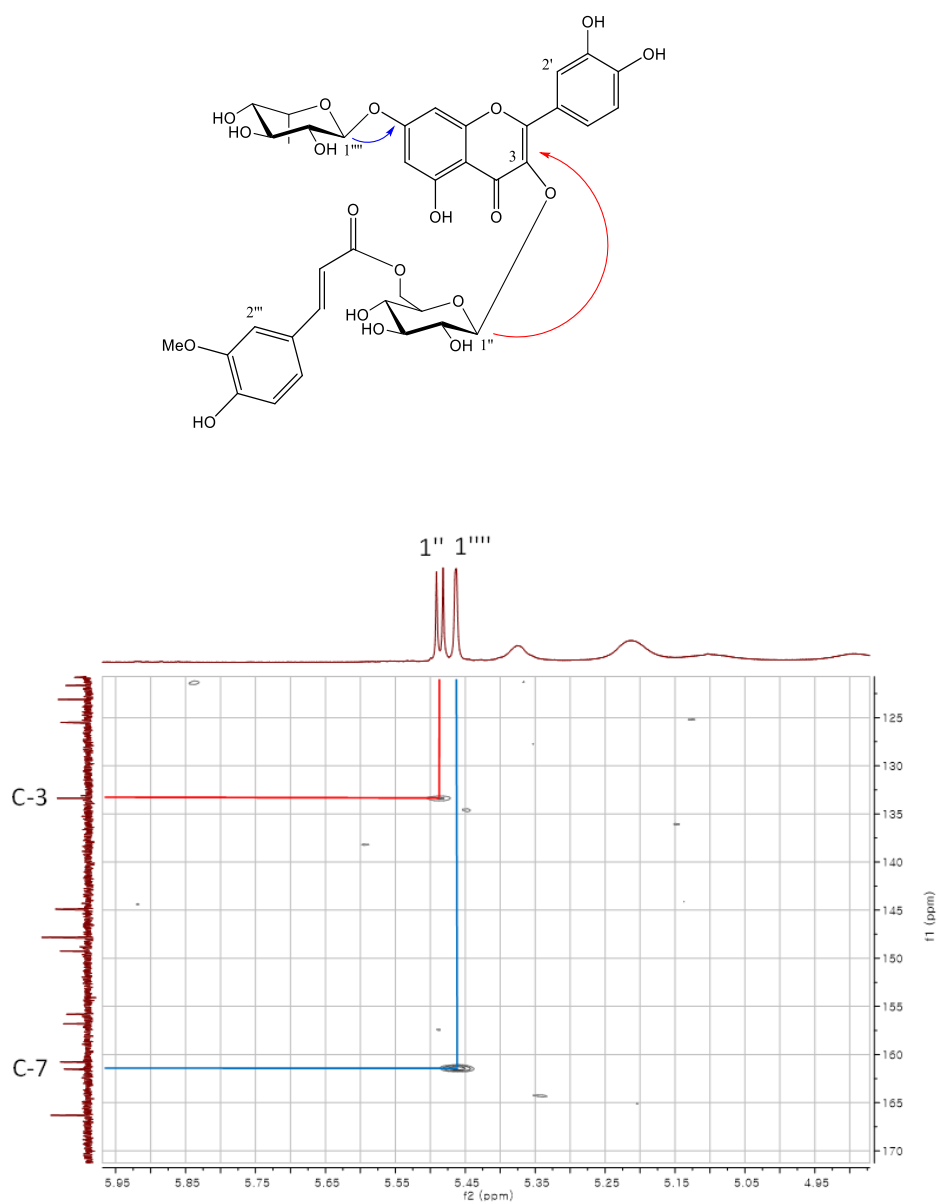 OH
2'
OH
O
O
O
HO
HO
OH
1''''
3
O
OH
O
O
O
O
HO
HO
OH
1''
2'''
MeO
HO
1'' 1''''
125
130
C-3
135
140
145
150
155
160
C-7
165
170
5.95 5.85 5.75 5.65 5.55 5.45 5.35 5.25 5.15 5.05 4.95
f2 (ppm)
f1 (ppm)